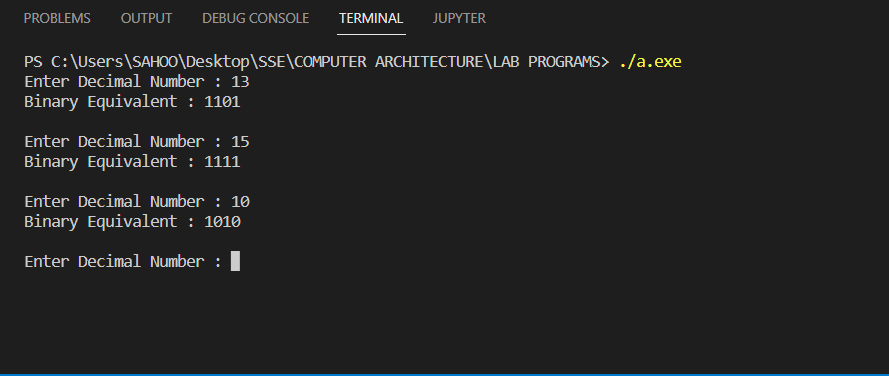 PROBLEMS OUTPUT DEBUG CONSOLE TERMINAL JUPYTER
PS C:\Users\SAHOO\Desktop\SSE\COMPUTER ARCHITECTURE\LAB PROGRAMS> ./a.exe
Enter Decimal Number : 13
Binary Equivalent : 1101
Enter Decimal Number : 15
Binary Equivalent : 1111
Enter Decimal Number : 10
Binary Equivalent : 1010
Enter Decimal Number :